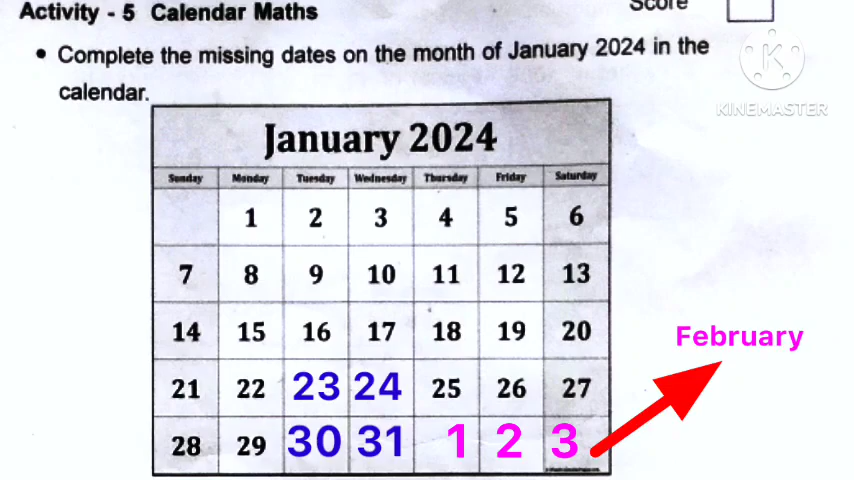 Score
Activity - 5 Calendar Maths
• Complete the missing dates on the month of January 2024 in the
calendar.
KINEMASTER
January 2024
Sunday Monday Tuesday Wednesday Thursday Friday Saturday
1 2 3 4 5 6
7 8 9 10 11 12 13
14 15 16 17 18 19 20
February
21 22 23 24 25 26 27
28 29 30 31 1 2 3